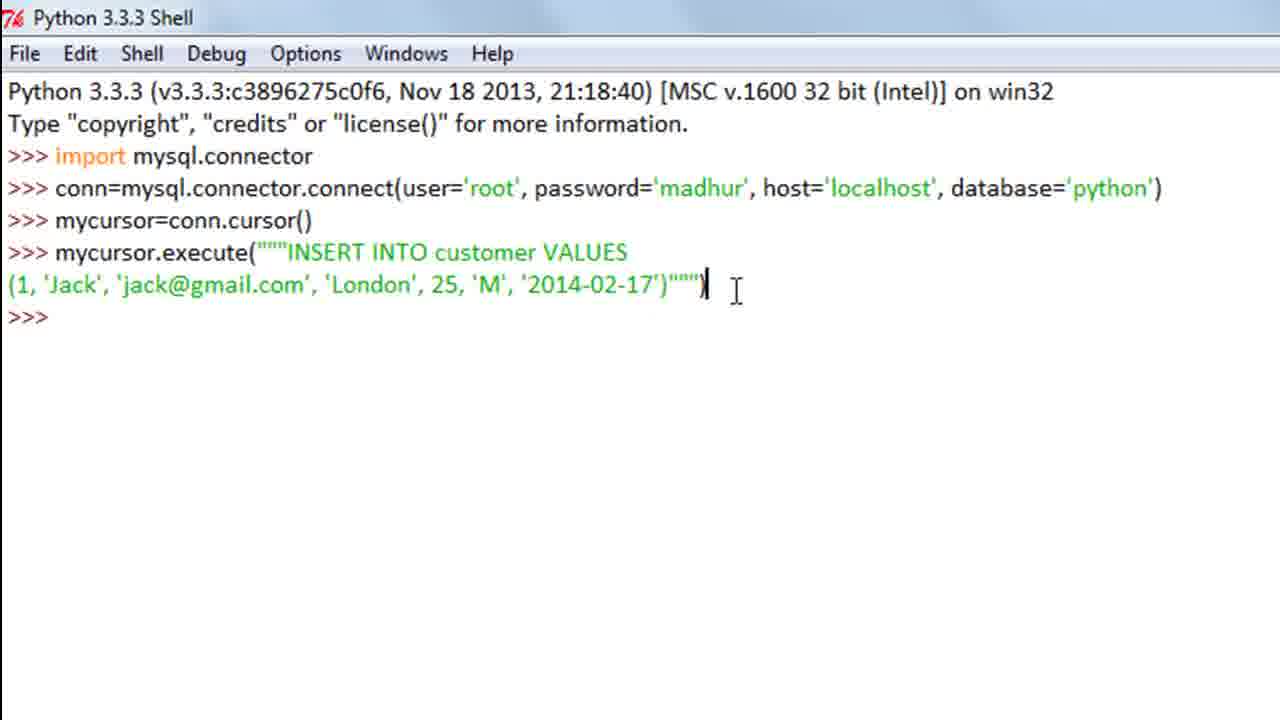 Python 3.3.3 Shell
File Edit Shell Debug Options Windows Help
Python 3.3.3 (v3.3.3:c3896275c0f6, Nov 18 2013, 21:18:40) [MSC v.1600 32 bit (Intel)] on win32
Type "copyright", "credits" or "license()" for more information.
>>> import mysql.connector
>>> conn=mysql.connector.connect(user='root', password='madhur', host='localhost', database='python')
>>> mycursor=conn.cursor()
>>> mycursor.execute("""INSERT INTO customer VALUES
(1, 'Jack', 'jack@gmail.com', 'London', 25, 'M', '2014-02-17')""")
>>>